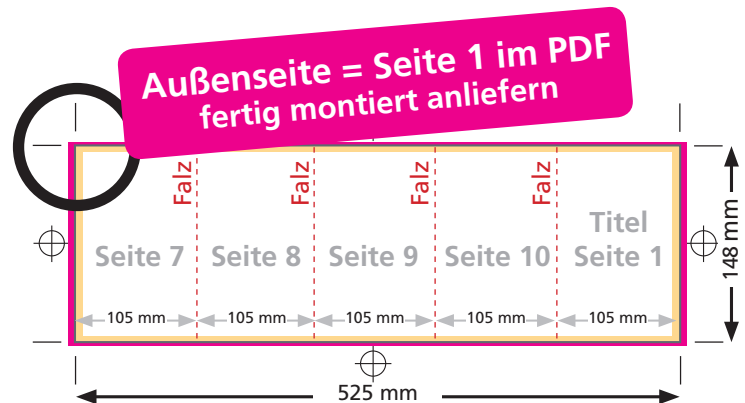 Außenseite = Seite 1 im PDF
fertig montiert anliefern
Falz Falz Falz Falz
Titel
Seite 7 Seite 8 Seite 9 Seite 10 Seite 1
105 mm 105 mm 105 mm 105 mm 105 mm
148 mm
525 mm